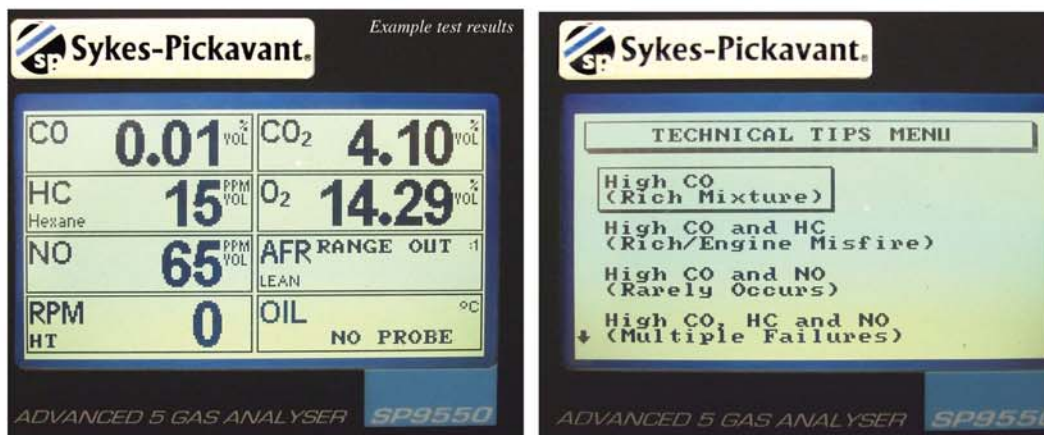 Example test results
SP Sykes-Pickavant.
CO 0.01 % VOL CO2 4.10 % VOL
HC Hexane 15 PPM VOL O2 14.29 % VOL
NO 65 PPM VOL AFR LEAN RANGE OUT :1
RPM HT 0 OIL °C NO PROBE
ADVANCED 5 GAS ANALYSER SP9550
SP Sykes-Pickavant.
TECHNICAL TIPS MENU
High CO
(Rich Mixture)
High CO and HC
(Rich/Engine Misfire)
High CO and NO
(Rarely Occurs)
High CO, HC and NO
(Multiple Failures)
ADVANCED 5 GAS ANALYSER SP9550